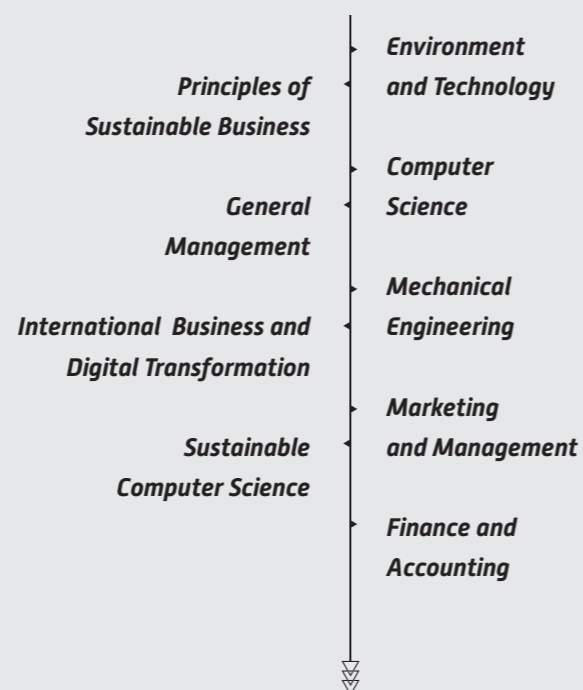 Environment
and Technology
Principles of
Sustainable Business
Computer
Science
General
Management
Mechanical
Engineering
International Business and
Digital Transformation
Marketing
and Management
Sustainable
Computer Science
Finance and
Accounting